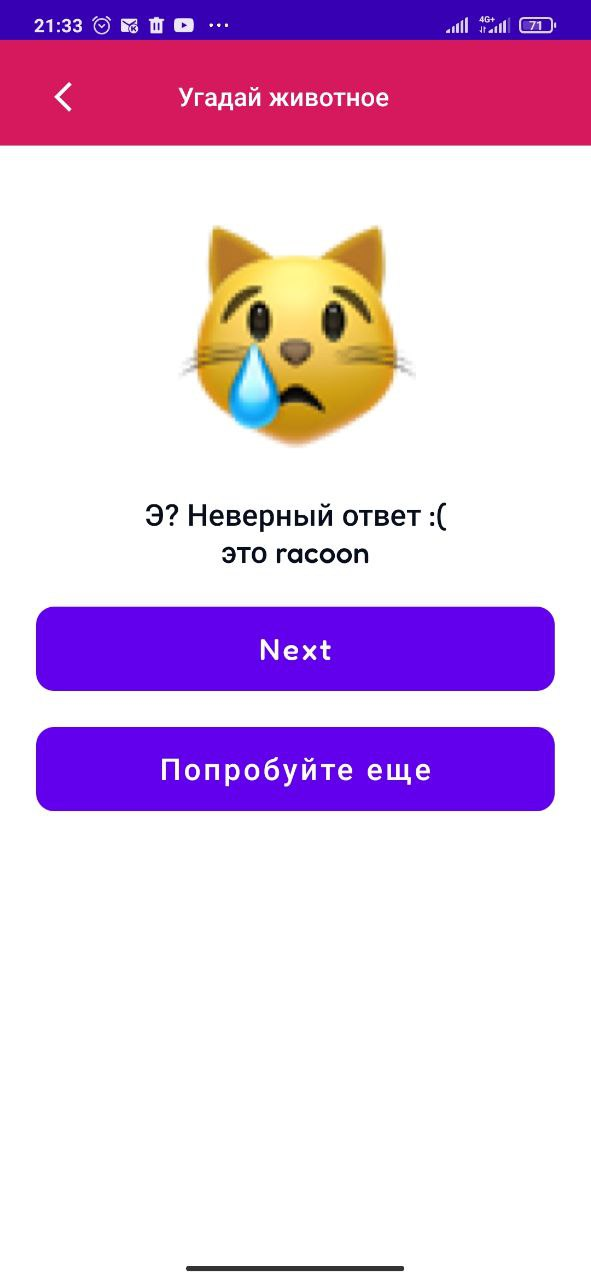 21:33 4G+ 71
Угадай животное
Э? Неверный ответ :(
это racoon
Next
Попробуйте еще